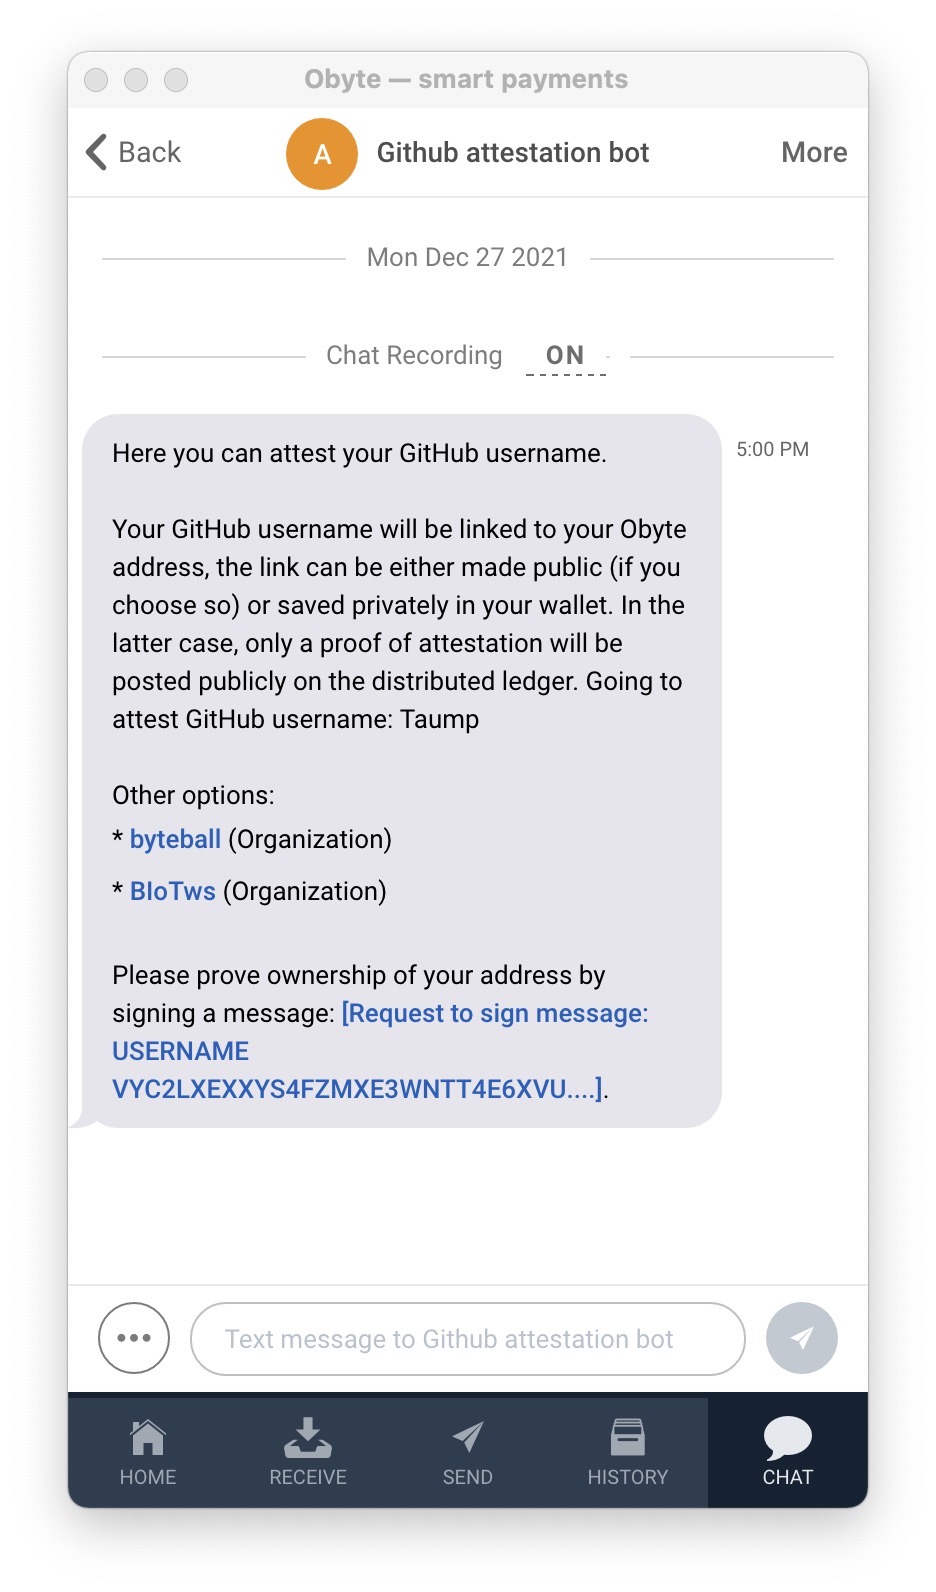 Obyte — smart payments
Back
A
Github attestation bot
More
Mon Dec 27 2021
Chat Recording ON
Here you can attest your GitHub username.
5:00 PM
Your GitHub username will be linked to your Obyte
address, the link can be either made public (if you
choose so) or saved privately in your wallet. In the
latter case, only a proof of attestation will be
posted publicly on the distributed ledger. Going to
attest GitHub username: Taump
Other options:
* byteball (Organization)
* BIoTws (Organization)
Please prove ownership of your address by
signing a message: [Request to sign message:
USERNAME
VYC2LXEXXYS4FZMXE3WNTT4E6XVU....].
Text message to Github attestation bot
HOME
RECEIVE
SEND
HISTORY
CHAT